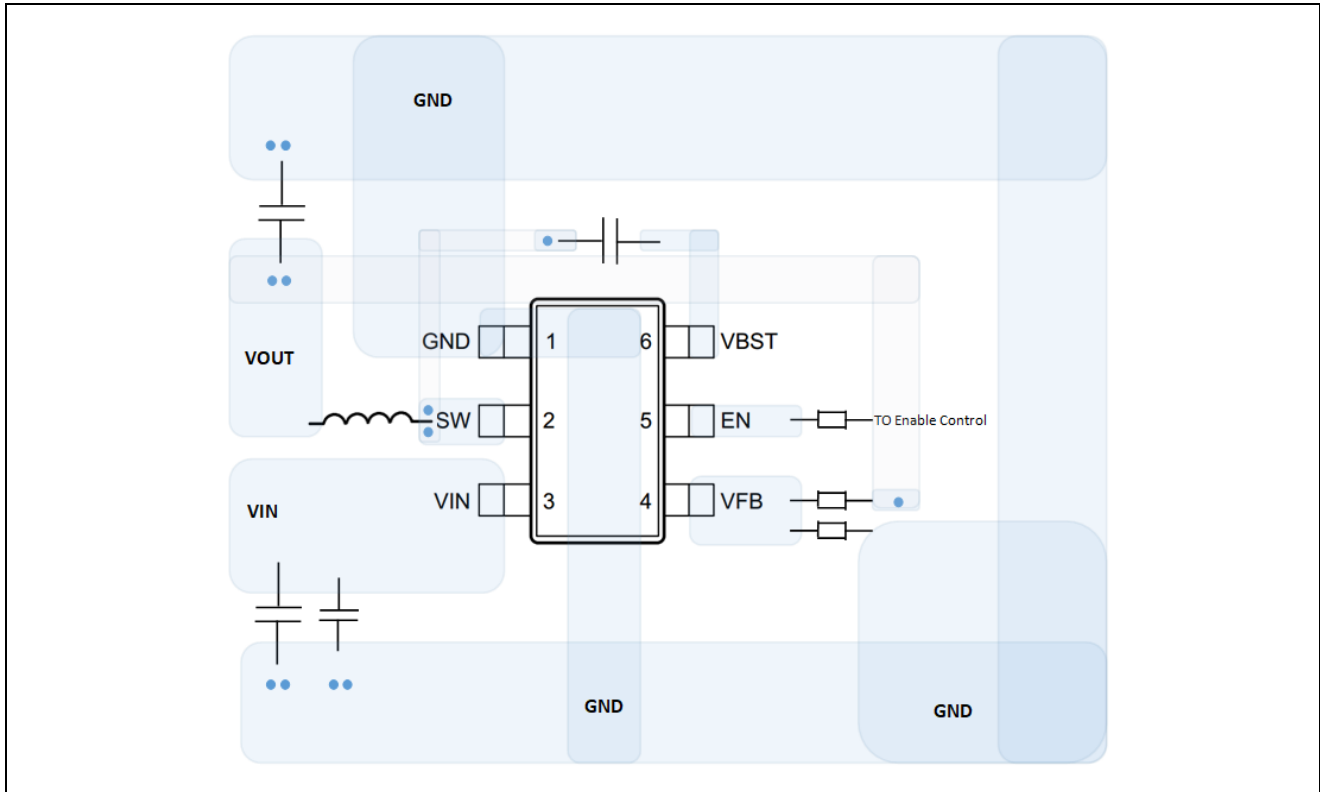 GND
VOUT
GND 1 6 VBST
SW 2 5 EN TO Enable Control
VIN
VIN 3 4 VFB
GND
GND